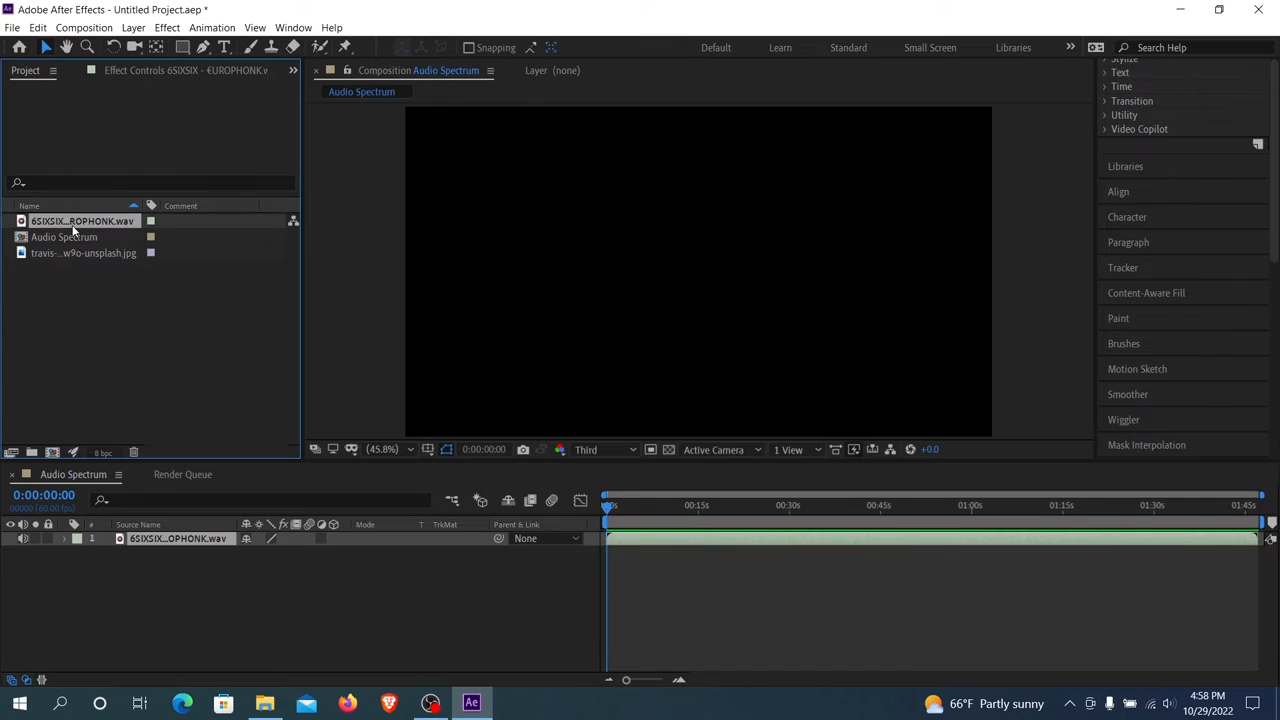 Adobe After Effects - Untitled Project.aep *
File Edit Composition Layer Effect Animation View Window Help
Snapping Default Learn Standard Small Screen Libraries Search Help
Project Effect Controls 6SIXSIX - €UROPHONK.v
Composition Audio Spectrum Layer (none)
Audio Spectrum
Stylize
Text
Time
Transition
Utility
Video Copilot
Libraries
Align
Character
Paragraph
Tracker
Content-Aware Fill
Paint
Brushes
Motion Sketch
Smoother
Wiggler
Mask Interpolation
Name Comment
6SIXSIX...ROPHONK.wav
Audio Spectrum
travis-...w9o-unsplash.jpg
8 bpc
(45.8%) 0:00:00:00 Third Active Camera 1 View +0.0
Audio Spectrum Render Queue
0:00:00:00
00000 (60.00 fps)
00s 00:15s 00:30s 00:45s 01:00s 01:15s 01:30s 01:45s
# Source Name Mode T TrkMat Parent & Link
1 6SIXSIX...OPHONK.wav None
Ae
66°F Partly sunny
4:58 PM
10/29/2022